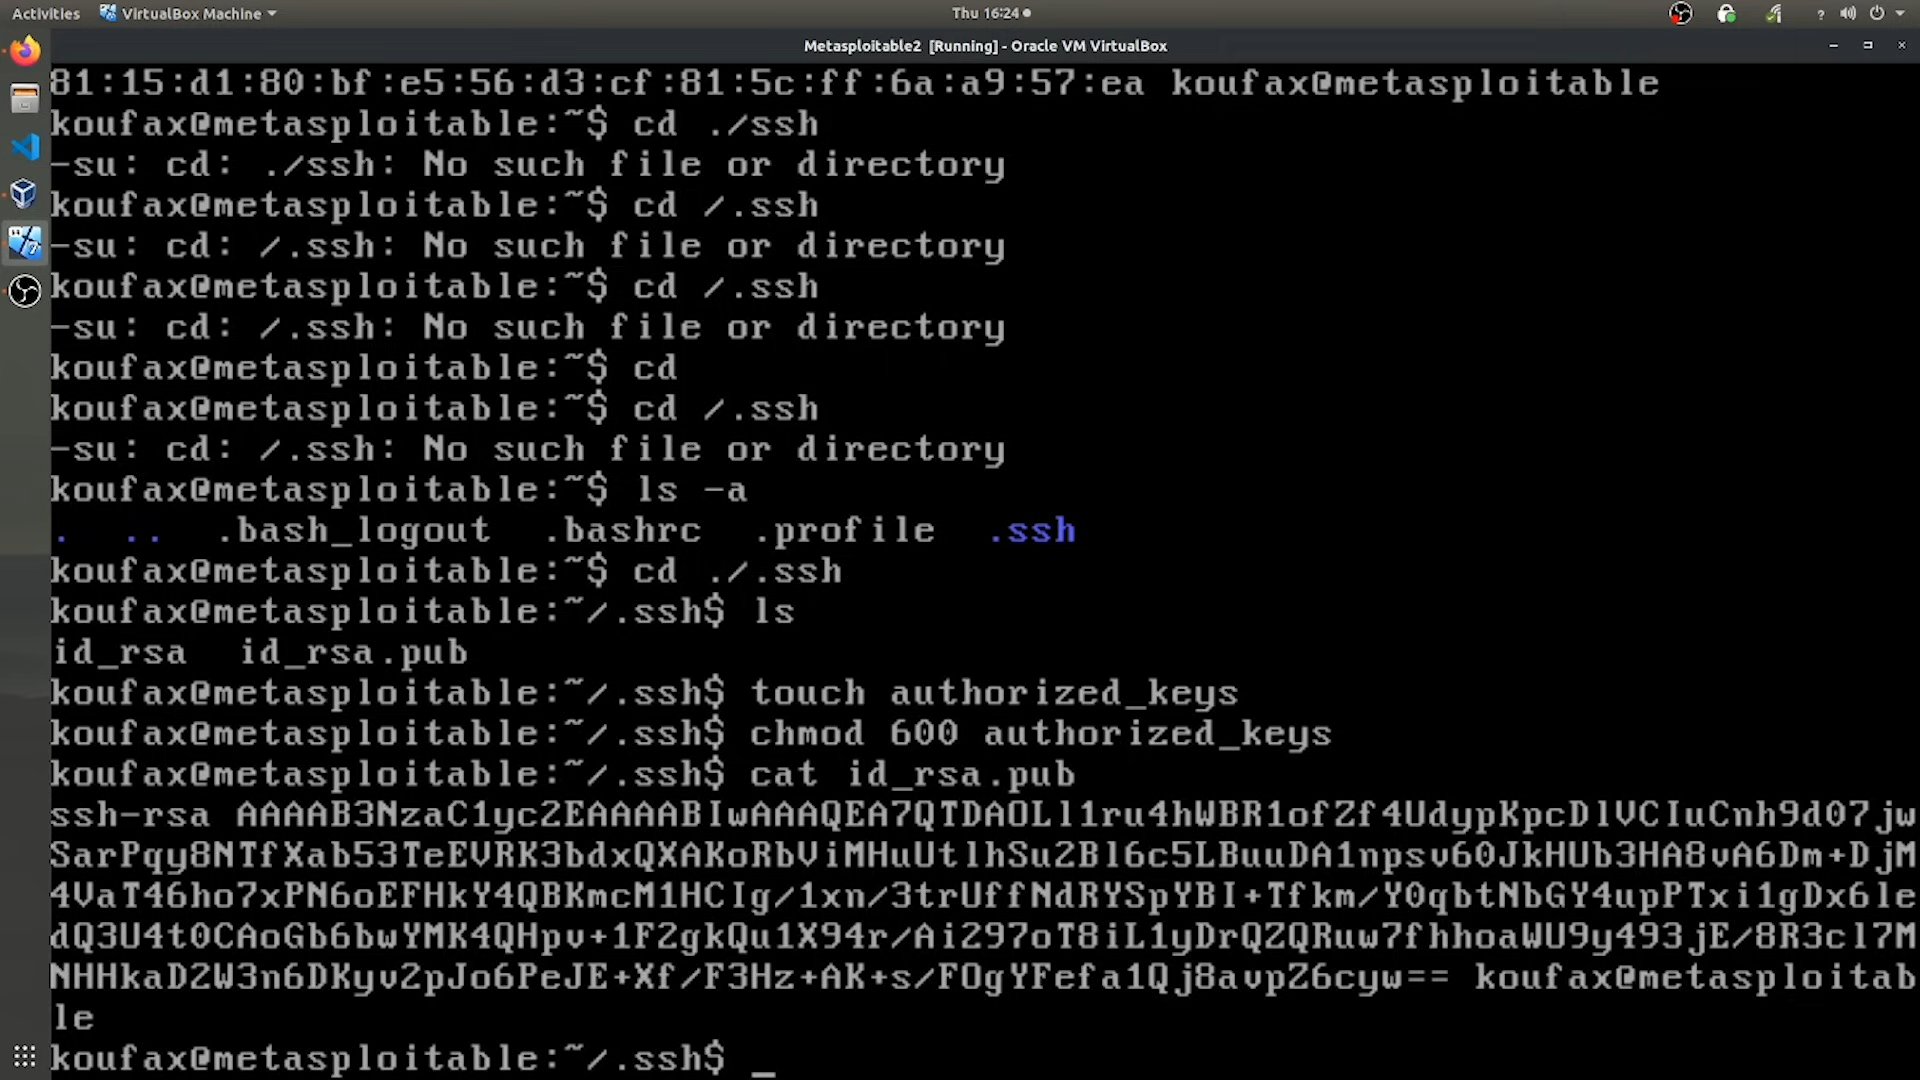 Activities VirtualBox Machine Thu 16:24
Metasploitable2 [Running] - Oracle VM VirtualBox
81:15:d1:80:bf:e5:56:d3:cf:81:5c:ff:6a:a9:57:ea koufax@metasploitable
koufax@metasploitable:~$ cd ./ssh
-su: cd: ./ssh: No such file or directory
koufax@metasploitable:~$ cd /.ssh
-su: cd: /.ssh: No such file or directory
koufax@metasploitable:~$ cd /.ssh
-su: cd: /.ssh: No such file or directory
koufax@metasploitable:~$ cd
koufax@metasploitable:~$ cd /.ssh
-su: cd: /.ssh: No such file or directory
koufax@metasploitable:~$ ls -a
. .. .bash_logout .bashrc .profile .ssh
koufax@metasploitable:~$ cd ./.ssh
koufax@metasploitable:~/.ssh$ ls
id_rsa id_rsa.pub
koufax@metasploitable:~/.ssh$ touch authorized_keys
koufax@metasploitable:~/.ssh$ chmod 600 authorized_keys
koufax@metasploitable:~/.ssh$ cat id_rsa.pub
ssh-rsa AAAAB3NzaC1yc2EAAAABIwAAAQEA7QTDAOLl1ru4hWBR1ofZf4UdypKpcDlVCIuCnh9d07jw
SarPqy8NTfXab53TeEVRK3bdxQXAKoRbViMHuUtlhSu2Bl6c5LBuuDA1npsv60JkHUb3HA8vA6Dm+DjM
4VaT46ho7xPN6oEFHkY4QBKmcM1HCIg/1xn/3trUffNdRYSpYBI+Tfkm/Y0qbtNbGY4upPTxi1gDx6le
dQ3U4t0CAoGb6bwYMK4QHpv+1F2gkQu1X94r/Ai297oT8iL1yDrQZQRuw7fhhoaWU9y493jE/8R3cl7M
NHHkaD2W3n6DKyv2pJo6PeJE+Xf/F3Hz+AK+s/FOgYFefa1Qj8avpZ6cyw== koufax@metasploitab
le
koufax@metasploitable:~/.ssh$ _